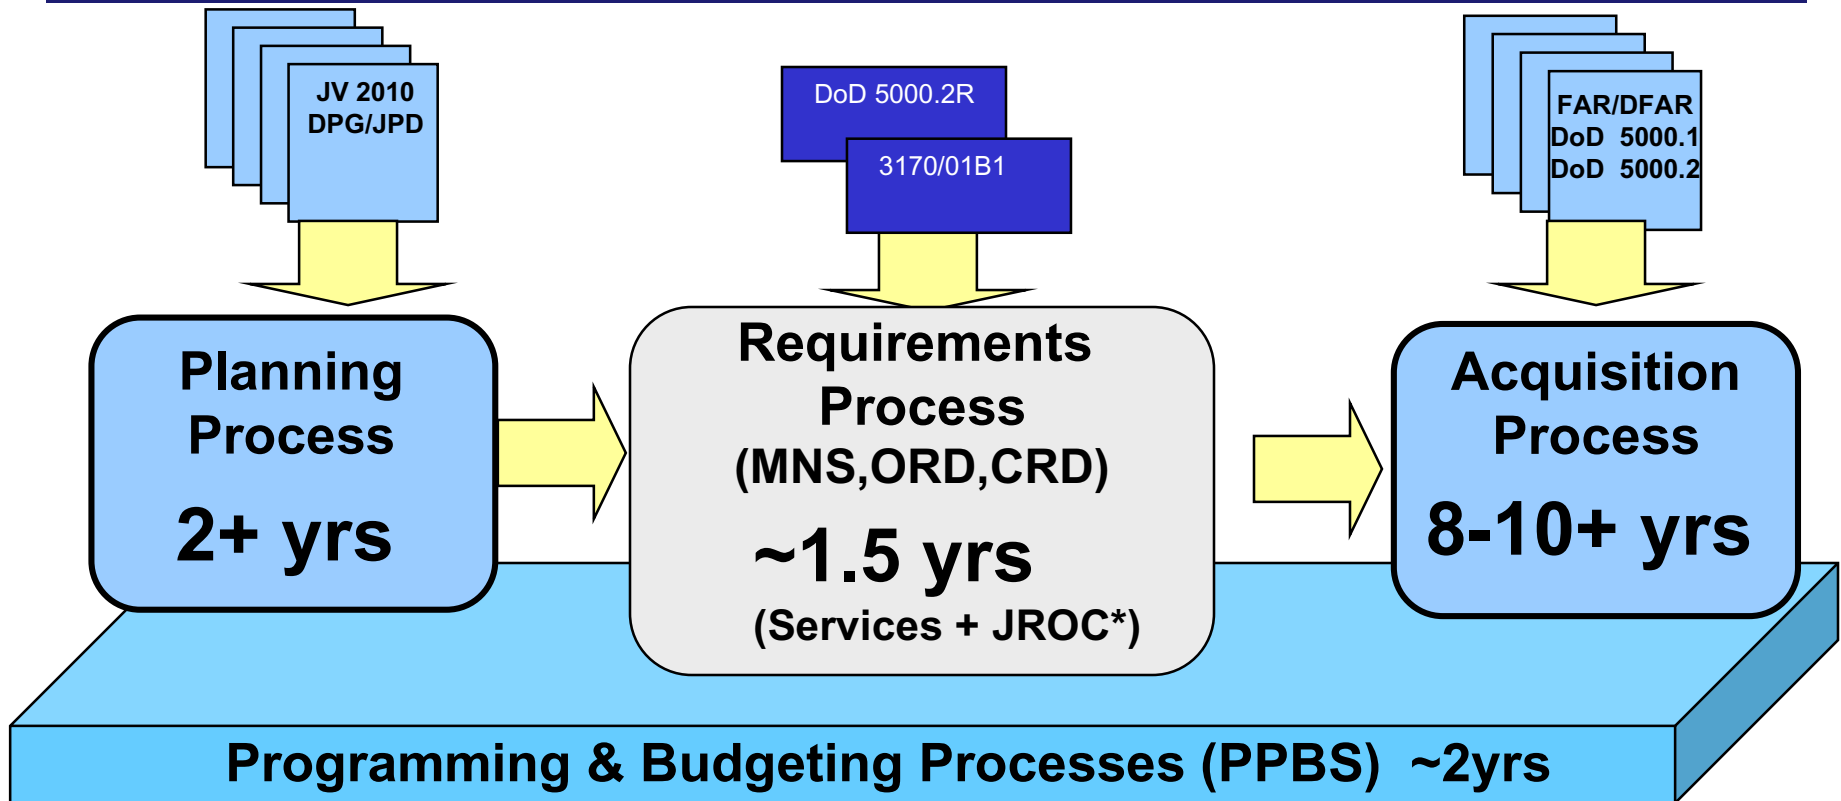 JV 2010
DPG/JPD
DoD 5000.2R
3170/01B1
FAR/DFAR
DoD 5000.1
DoD 5000.2
Planning
Process
2+ yrs
Requirements
Process
(MNS,ORD,CRD)
~1.5 yrs
(Services + JROC*)
Acquisition
Process
8-10+ yrs
Programming & Budgeting Processes (PPBS) ~2yrs